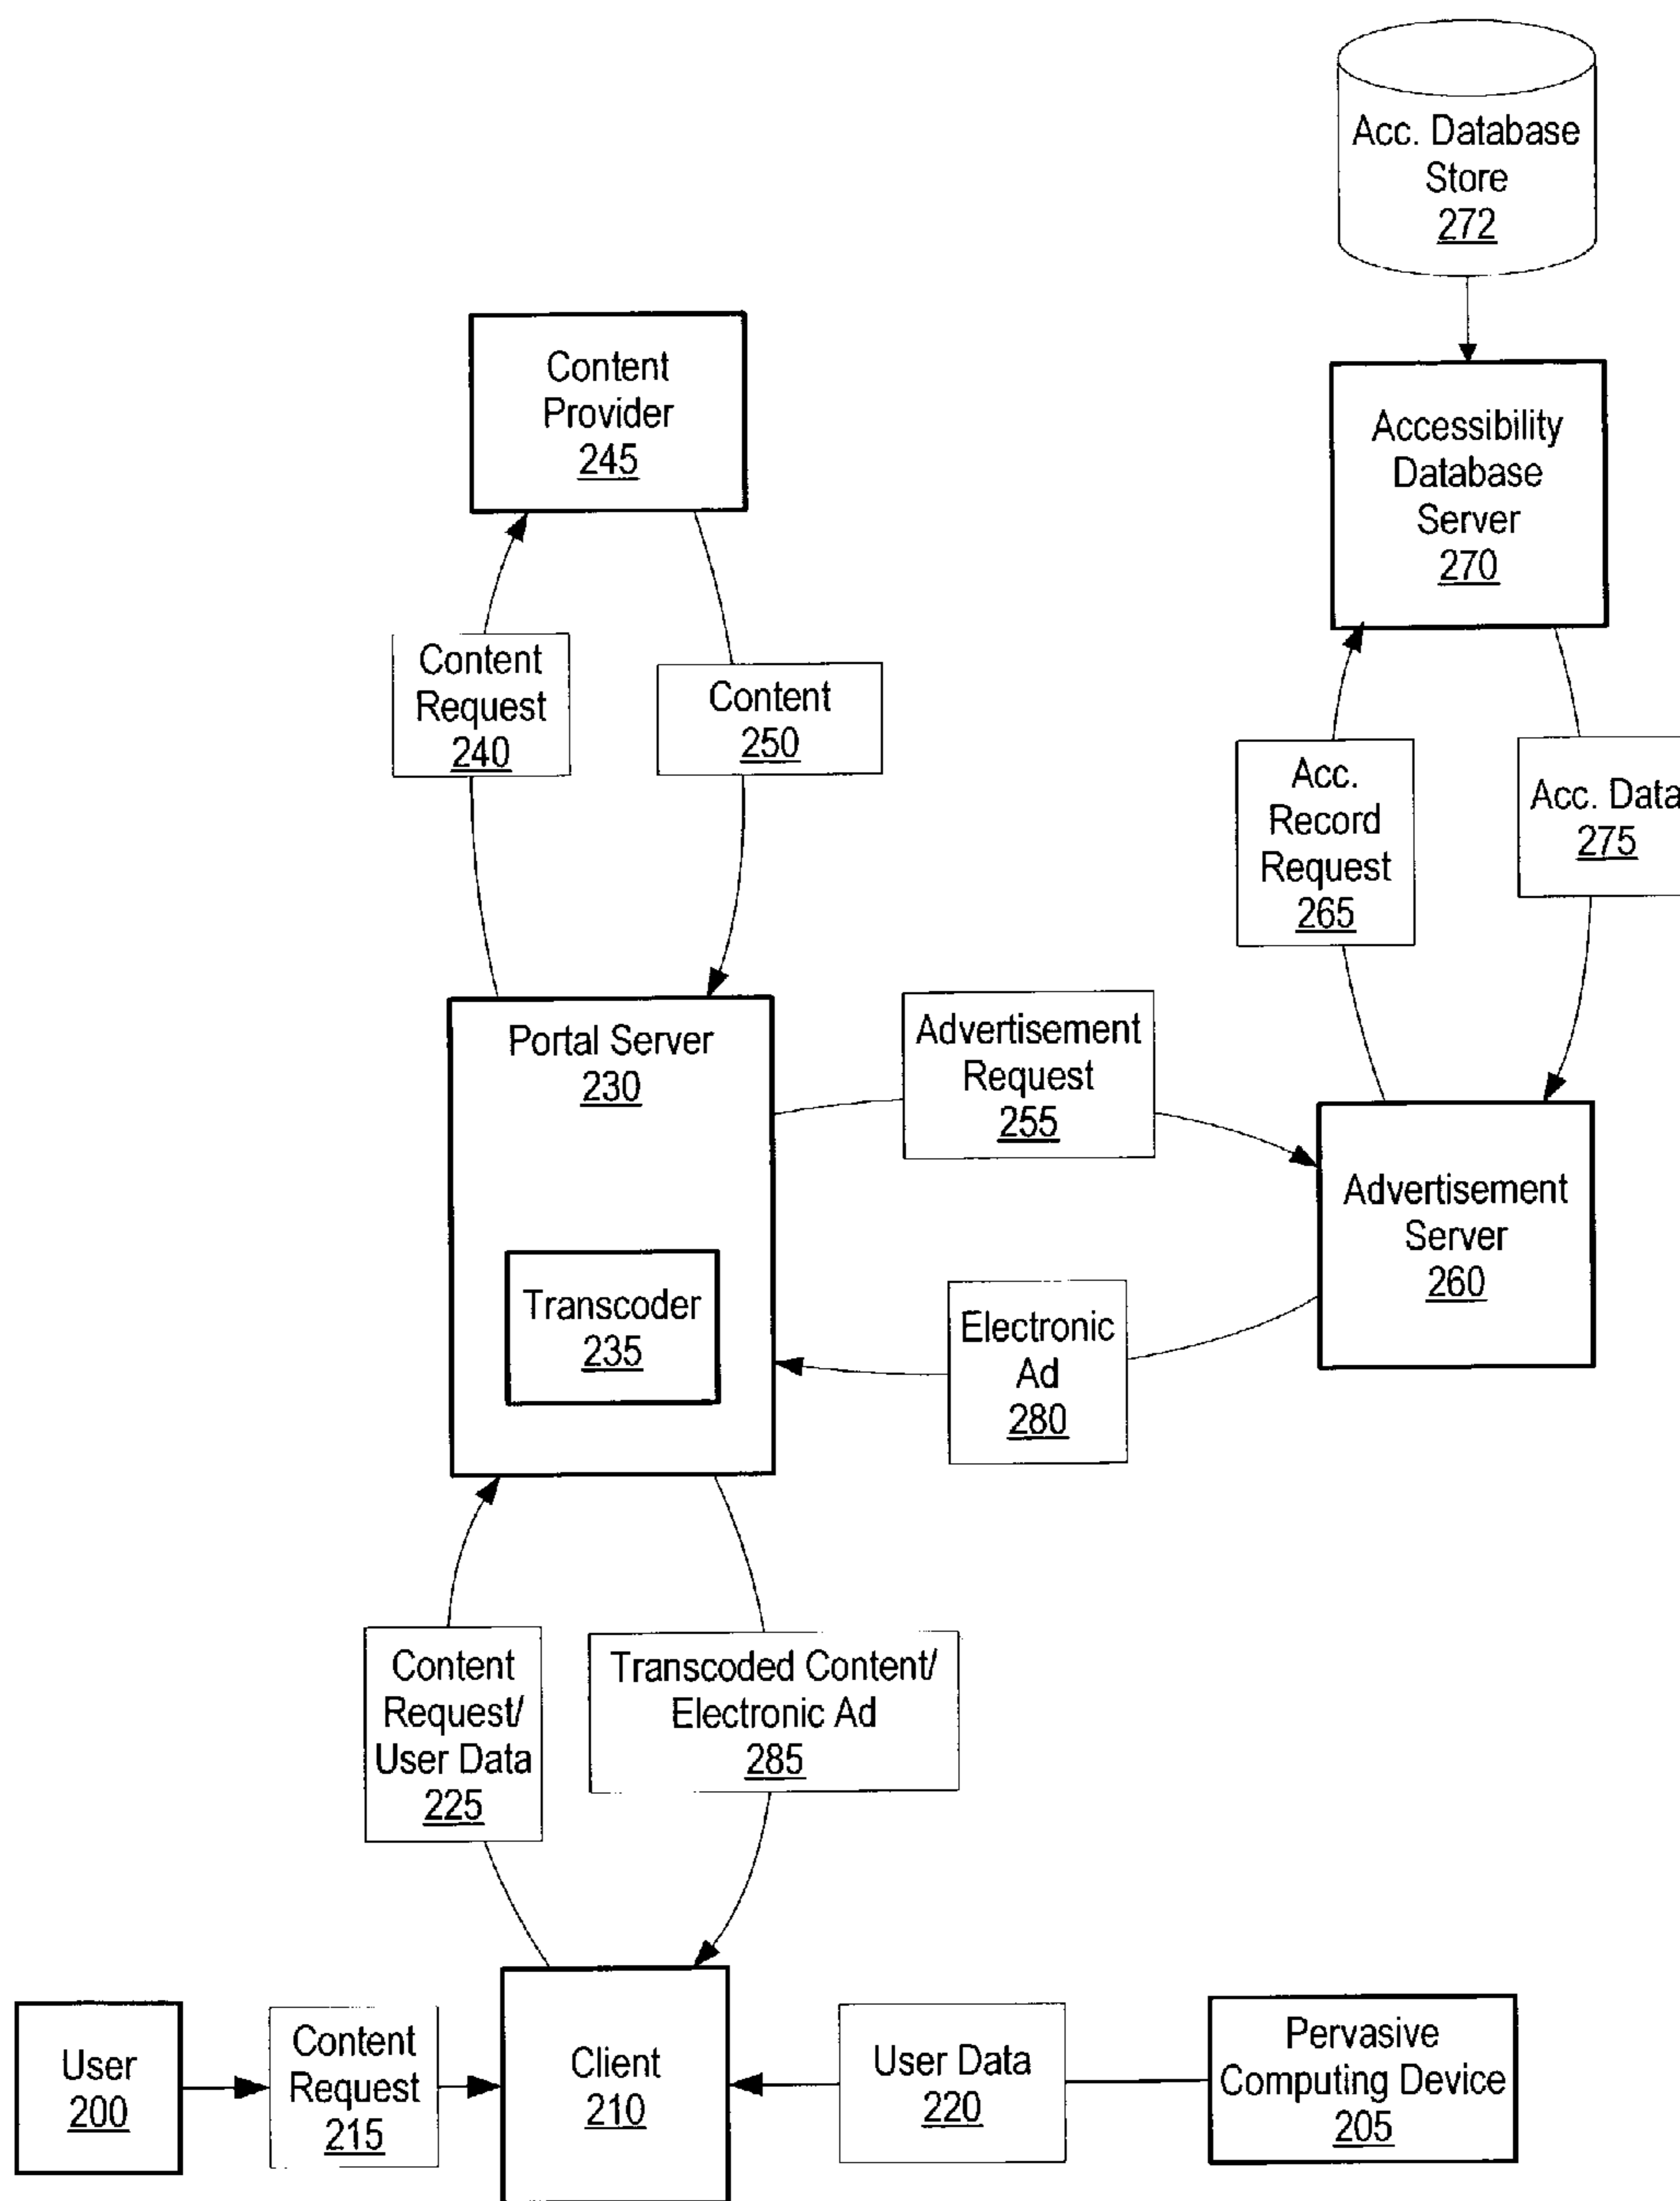 Acc. Database
Store
272
Content
Provider
245
Accessibility
Database
Server
270
Content
Request
240
Content
250
Acc.
Record
Request
265
Acc. Data
275
Portal Server
230
Advertisement
Request
255
Advertisement
Server
260
Transcoder
235
Electronic
Ad
280
Content
Request/
User Data
225
Transcoded Content/
Electronic Ad
285
User
200
Content
Request
215
Client
210
User Data
220
Pervasive
Computing Device
205